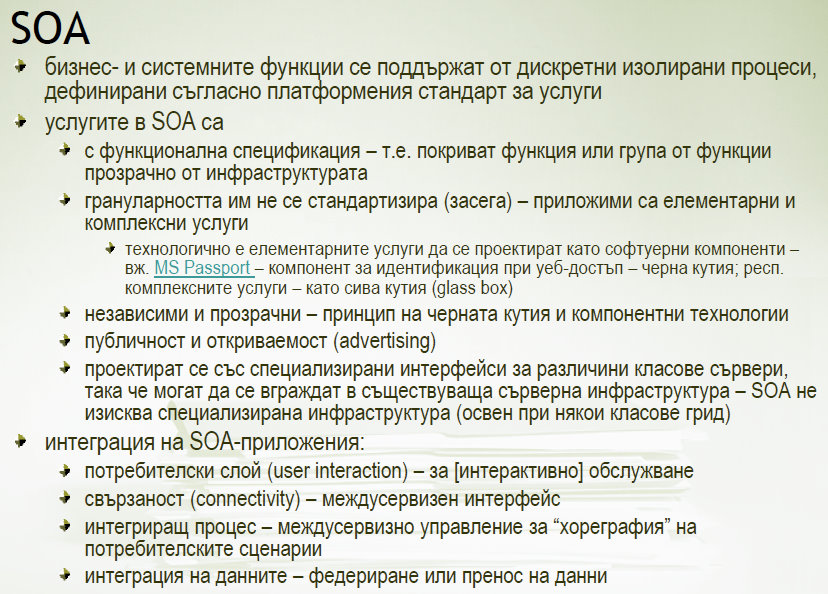 SOA
бизнес- и системните функции се поддържат от дискретни изолирани процеси,
дефинирани съгласно платформения стандарт за услуги
услугите в SOA са
с функционална спецификация – т.е. покриват функция или група от функции
прозрачно от инфраструктурата
грануларността им не се стандартизира (засега) – приложими са елементарни и
комплексни услуги
технологично е елементарните услуги да се проектират като софтуерни компоненти –
вж. MS Passport – компонент за идентификация при уеб-достъп – черна кутия; респ.
комплексните услуги – като сива кутия (glass box)
независими и прозрачни – принцип на черната кутия и компонентни технологии
публичност и откриваемост (advertising)
проектират се със специализирани интерфейси за различини класове сървери,
така че могат да се вграждат в съществуваща сърверна инфраструктура – SOA не
изисква специализирана инфраструктура (освен при някои класове грид)
интеграция на SOA-приложения:
потребителски слой (user interaction) – за [интерактивно] обслужване
свързаност (connectivity) – междусервизен интерфейс
интегриращ процес – междусервизно управление за “хореграфия” на
потребителските сценарии
интеграция на данните – федериране или пренос на данни